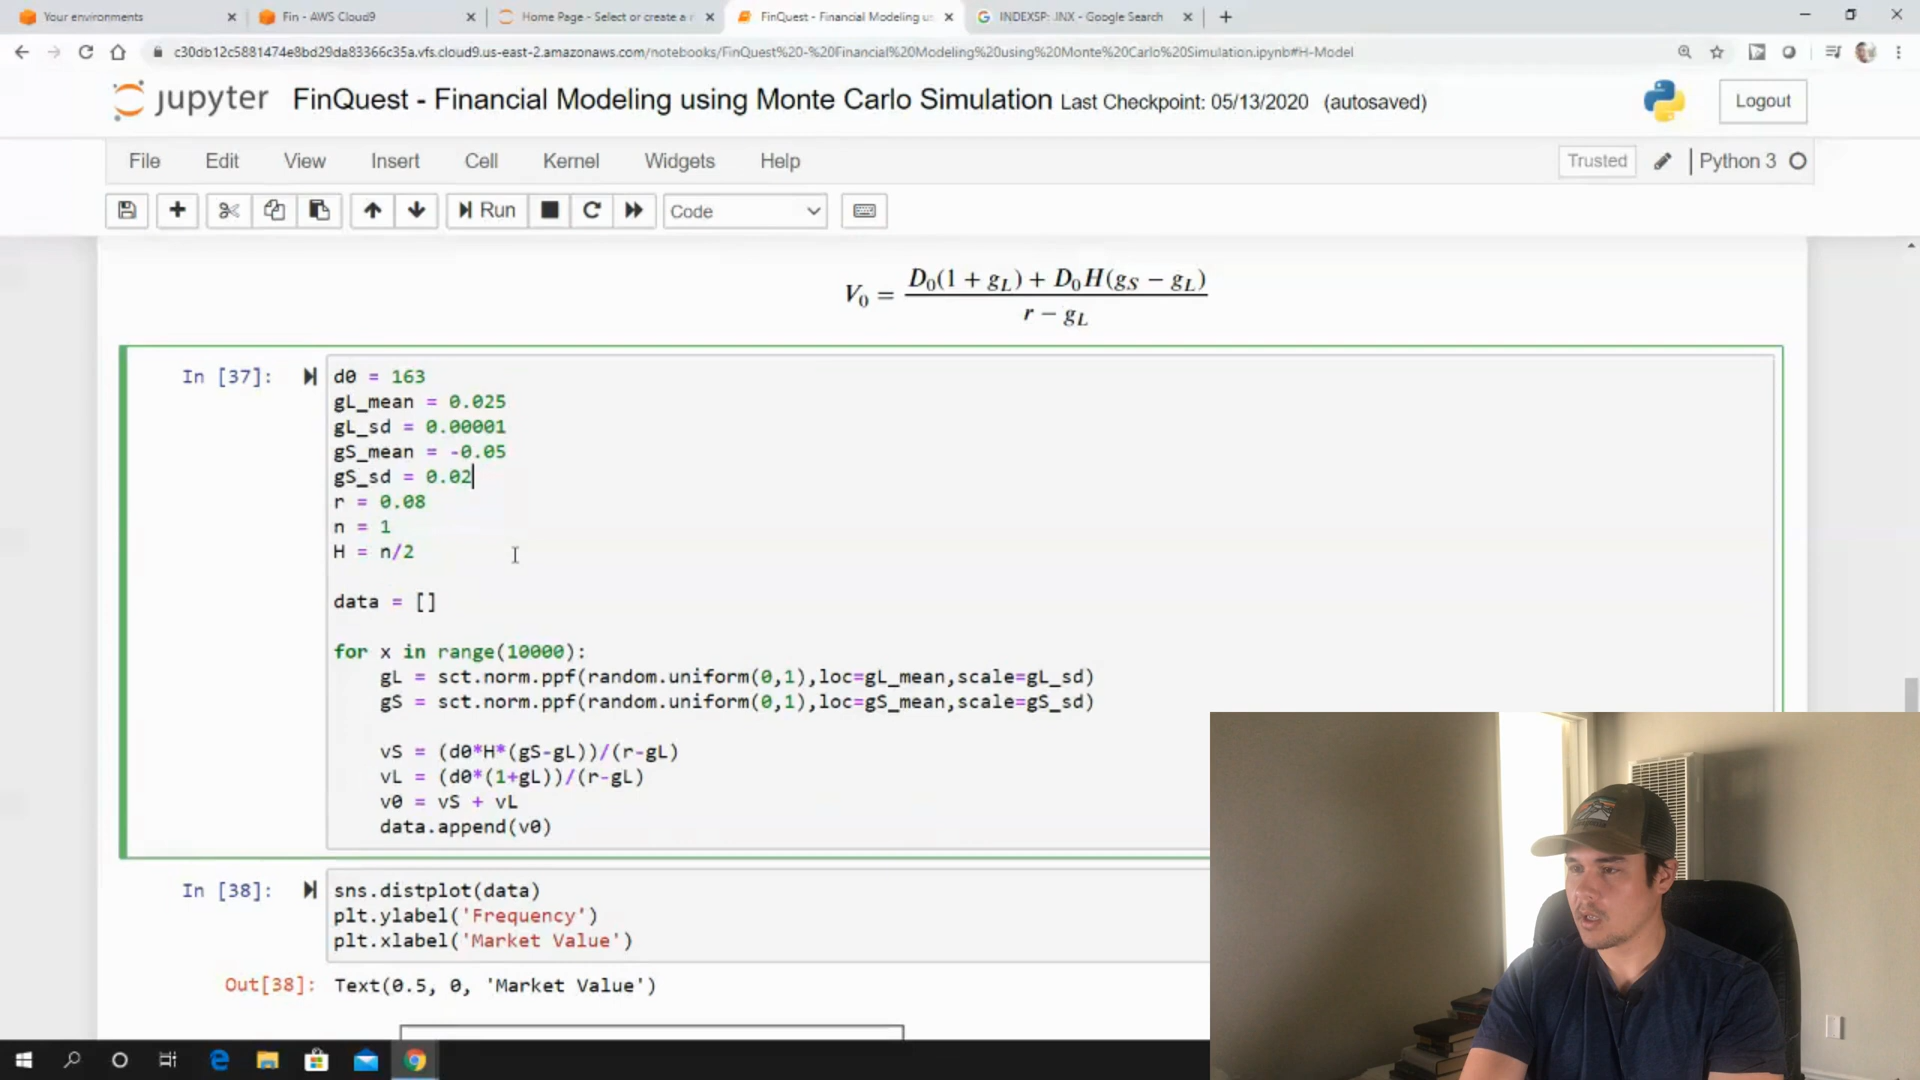 Your environments
Fin - AWS Cloud9
Home Page - Select or create a n
FinQuest - Financial Modeling us
INDEXSP: .INX - Google Search
c30db12c5881474e8bd29da83366c35a.vfs.cloud9.us-east-2.amazonaws.com/notebooks/FinQuest%20-%20Financial%20Modeling%20using%20Monte%20Carlo%20Simulation.ipynb#H-Model
jupyter FinQuest - Financial Modeling using Monte Carlo Simulation Last Checkpoint: 05/13/2020 (autosaved)
Logout
File Edit View Insert Cell Kernel Widgets Help
Trusted
Python 3
Run
Code
V0 = D0(1 + gL) + D0H(gS − gL)
r − gL
In [37]:
d0 = 163
gL_mean = 0.025
gL_sd = 0.00001
gS_mean = -0.05
gS_sd = 0.02
r = 0.08
n = 1
H = n/2
data = []
for x in range(10000):
gL = sct.norm.ppf(random.uniform(0,1),loc=gL_mean,scale=gL_sd)
gS = sct.norm.ppf(random.uniform(0,1),loc=gS_mean,scale=gS_sd)
vS = (d0*H*(gS-gL))/(r-gL)
vL = (d0*(1+gL))/(r-gL)
v0 = vS + vL
data.append(v0)
In [38]:
sns.distplot(data)
plt.ylabel('Frequency')
plt.xlabel('Market Value')
Out[38]: Text(0.5, 0, 'Market Value')